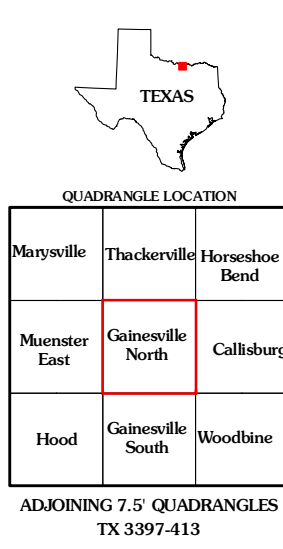 TEXAS
QUADRANGLE LOCATION
Marysville
Thackerville
Horseshoe
Bend
Muenster
East
Gainesville
North
Callisburg
Hood
Gainesville
South
Woodbine
ADJOINING 7.5' QUADRANGLES
TX 3397-413